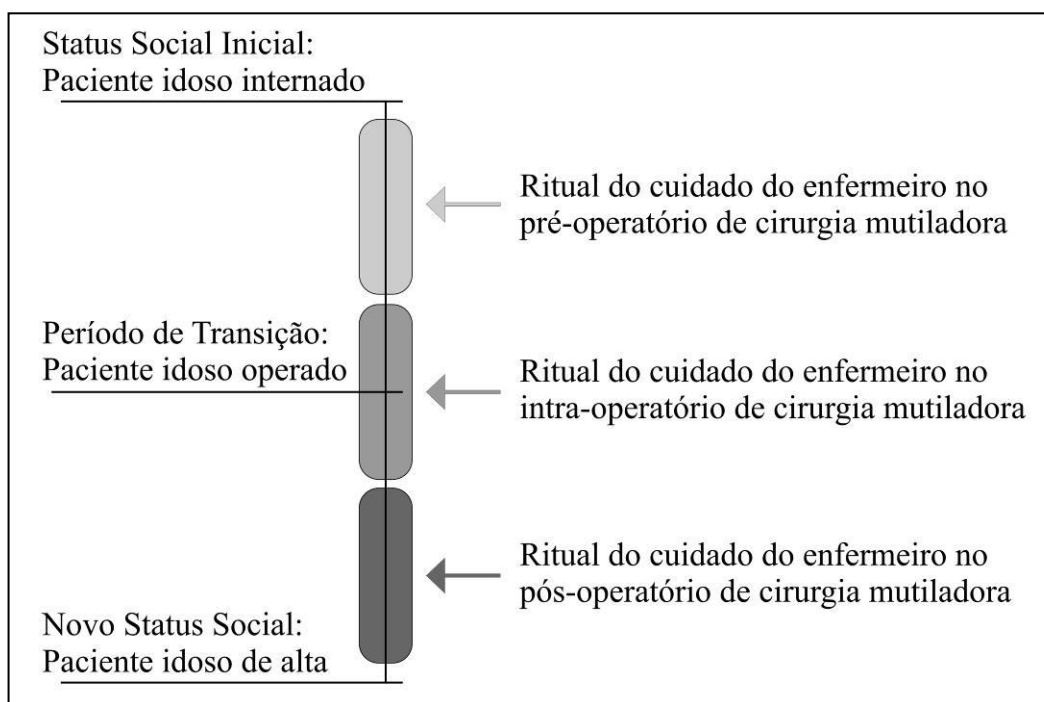 Status Social Inicial:
Paciente idoso internado
Ritual do cuidado do enfermeiro no
pré-operatório de cirurgia mutiladora
Período de Transição:
Paciente idoso operado
Ritual do cuidado do enfermeiro no
intra-operatório de cirurgia mutiladora
Ritual do cuidado do enfermeiro no
pós-operatório de cirurgia mutiladora
Novo Status Social:
Paciente idoso de alta